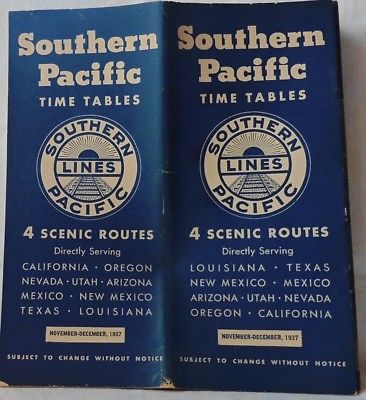 Southern
Pacific
TIME TABLES
SOUTHERN
LINES
PACIFIC
4 SCENIC ROUTES
Directly Serving
CALIFORNIA · OREGON
NEVADA · UTAH · ARIZONA
MEXICO · NEW MEXICO
TEXAS · LOUISIANA
NOVEMBER-DECEMBER, 1937
SUBJECT TO CHANGE WITHOUT NOTICE
Southern
Pacific
TIME TABLES
SOUTHERN
LINES
PACIFIC
4 SCENIC ROUTES
Directly Serving
LOUISIANA · TEXAS
NEW MEXICO · MEXICO
ARIZONA · UTAH · NEVADA
OREGON · CALIFORNIA
NOVEMBER-DECEMBER, 1937
SUBJECT TO CHANGE WITHOUT NOTICE